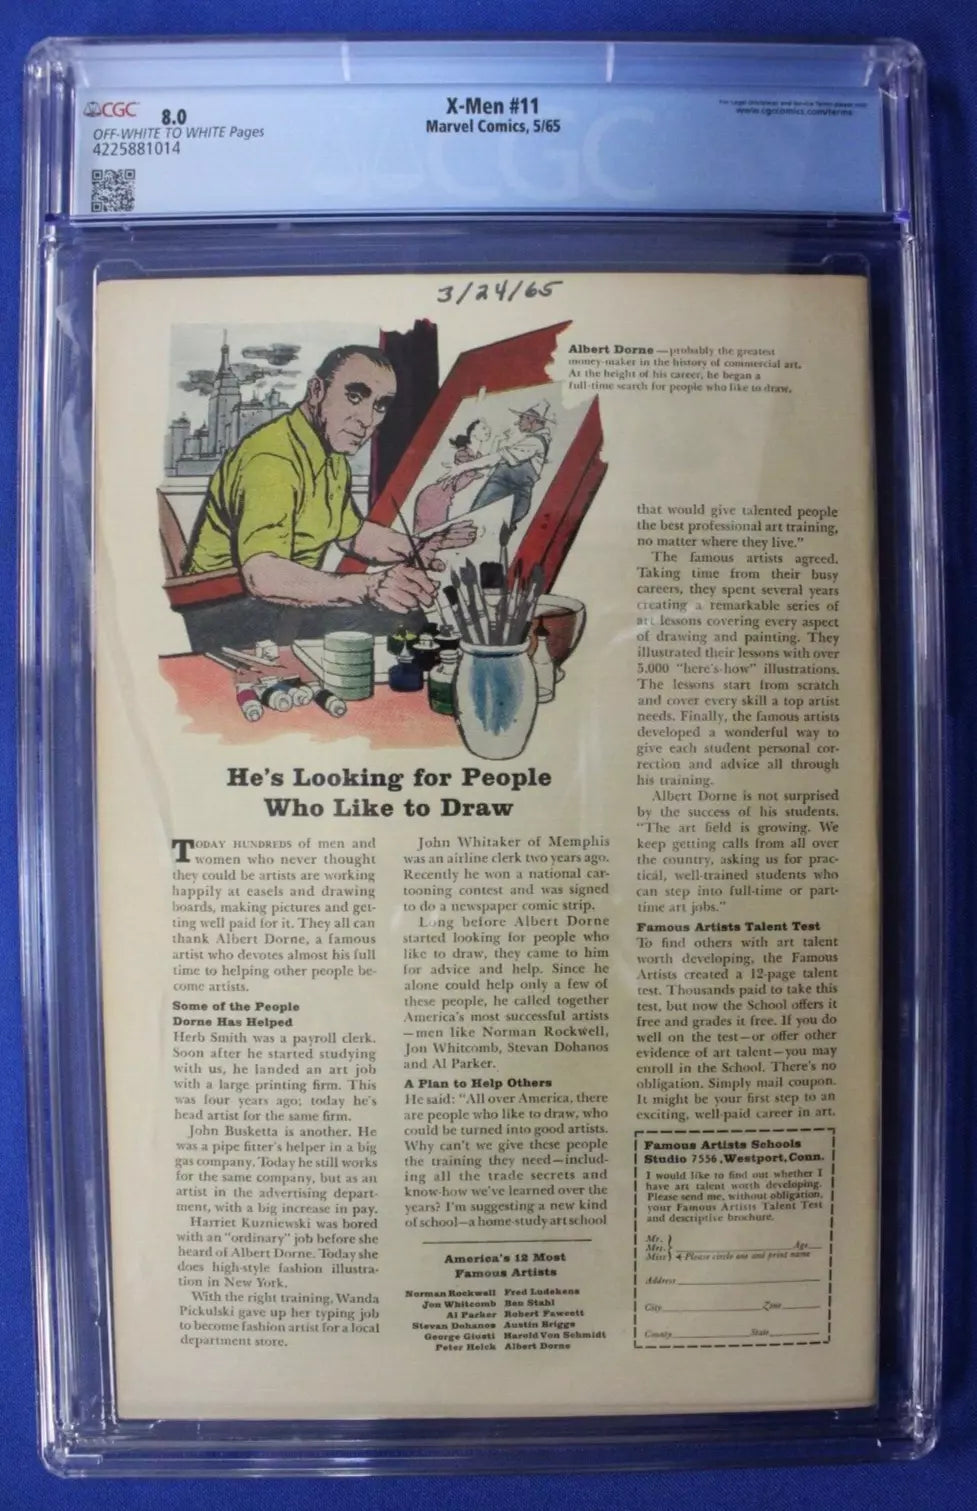 CGC
8.0
OFF-WHITE TO WHITE Pages
4225881014
X-Men #11
Marvel Comics, 5/65
For Legal Disclaimer and Service Terms please visit
www.cgccomics.com/terms
CGC
3/24/65
Albert Dorne—probably the greatest
money-maker in the history of commercial art.
At the height of his career, he began a
full-time search for people who like to draw.
He's Looking for People
Who Like to Draw
TODAY HUNDREDS of men and
women who never thought
they could be artists are working
happily at easels and drawing
boards, making pictures and get-
ting well paid for it. They all can
thank Albert Dorne, a famous
artist who devotes almost his full
time to helping other people be-
come artists.
Some of the People
Dorne Has Helped
Herb Smith was a payroll clerk.
Soon after he started studying
with us, he landed an art job
with a large printing firm. This
was four years ago; today he's
head artist for the same firm.
John Busketta is another. He
was a pipe fitter's helper in a big
gas company. Today he still works
for the same company, but as an
artist in the advertising depart-
ment, with a big increase in pay.
Harriet Kuzniewski was bored
with an "ordinary" job before she
heard of Albert Dorne. Today she
does high-style fashion illustra-
tion in New York.
With the right training, Wanda
Pickulski gave up her typing job
to become fashion artist for a local
department store.
John Whitaker of Memphis
was an airline clerk two years ago.
Recently he won a national car-
tooning contest and was signed
to do a newspaper comic strip.
Long before Albert Dorne
started looking for people who
like to draw, they came to him
for advice and help. Since he
alone could help only a few of
these people, he called together
America's most successful artists
—men like Norman Rockwell,
Jon Whitcomb, Stevan Dohanos
and Al Parker.
A Plan to Help Others
He said: "All over America, there
are people who like to draw, who
could be turned into good artists.
Why can't we give these people
the training they need—includ-
ing all the trade secrets and
know-how we've learned over the
years? I'm suggesting a new kind
of school—a home-study art school
America's 12 Most
Famous Artists
Norman Rockwell Fred Ludekens
Jon Whitcomb Ben Stahl
Al Parker Robert Fawcett
Stevan Dohanos Austin Briggs
George Giusti Harold Von Schmidt
Peter Helck Albert Dorne
that would give talented people
the best professional art training,
no matter where they live."
The famous artists agreed.
Taking time from their busy
careers, they spent several years
creating a remarkable series of
art lessons covering every aspect
of drawing and painting. They
illustrated their lessons with over
5,000 "here's-how" illustrations.
The lessons start from scratch
and cover every skill a top artist
needs. Finally, the famous artists
developed a wonderful way to
give each student personal cor-
rection and advice all through
his training.
Albert Dorne is not surprised
by the success of his students.
"The art field is growing. We
keep getting calls from all over
the country, asking us for prac-
tical, well-trained students who
can step into full-time or part-
time art jobs."
Famous Artists Talent Test
To find others with art talent
worth developing, the Famous
Artists created a 12-page talent
test. Thousands paid to take this
test, but now the School offers it
free and grades it free. If you do
well on the test—or offer other
evidence of art talent—you may
enroll in the School. There's no
obligation. Simply mail coupon.
It might be your first step to an
exciting, well-paid career in art.
Famous Artists Schools
Studio 7556, Westport, Conn.
I would like to find out whether I
have art talent worth developing.
Please send me, without obligation,
your Famous Artists Talent Test
and descriptive brochure.
Mr.
Mrs. Age
Miss Please circle one and print name
Address
City Zone
County State